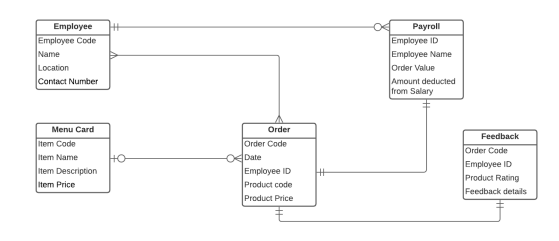 Employee
Employee Code
Name
Location
Contact Number
Payroll
Employee ID
Employee Name
Order Value
Amount deducted
from Salary
Menu Card
Item Code
Item Name
Item Description
Item Price
Order
Order Code
Date
Employee ID
Product code
Product Price
Feedback
Order Code
Employee ID
Product Rating
Feedback details